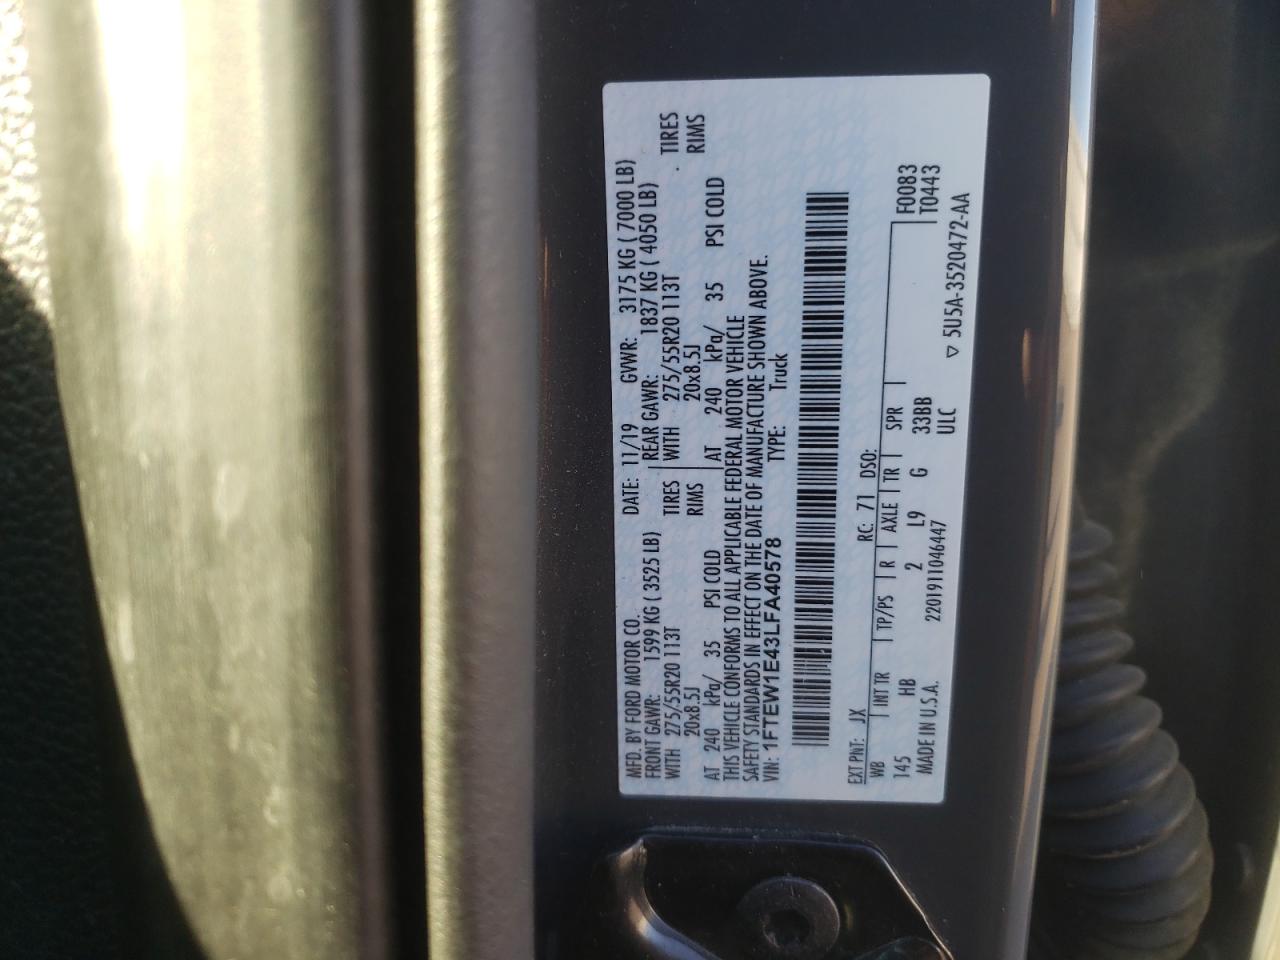 MFD. BY FORD MOTOR CO. DATE: 11/19 GVWR: 3175 KG ( 7000 LB)
FRONT GAWR: 1599 KG ( 3525 LB) REAR GAWR: 1837 KG ( 4050 LB)
WITH 275/55R20 113T TIRES WITH 275/55R20 113T TIRES
20x8.5J RIMS 20x8.5J RIMS
AT 240 kPa/ 35 PSI COLD AT 240 kPa/ 35 PSI COLD
THIS VEHICLE CONFORMS TO ALL APPLICABLE FEDERAL MOTOR VEHICLE
SAFETY STANDARDS IN EFFECT ON THE DATE OF MANUFACTURE SHOWN ABOVE.
VIN: 1FTEW1E43LFA40578 TYPE: Truck
EXT PNT: JX RC: 71 DSO:
WB INT TR TP/PS R AXLE TR SPR F0083
145 HB 2 L9 G 33BB T0443
MADE IN U.S.A. 2201911046447 ULC ▽ 5U5A-3520472-AA